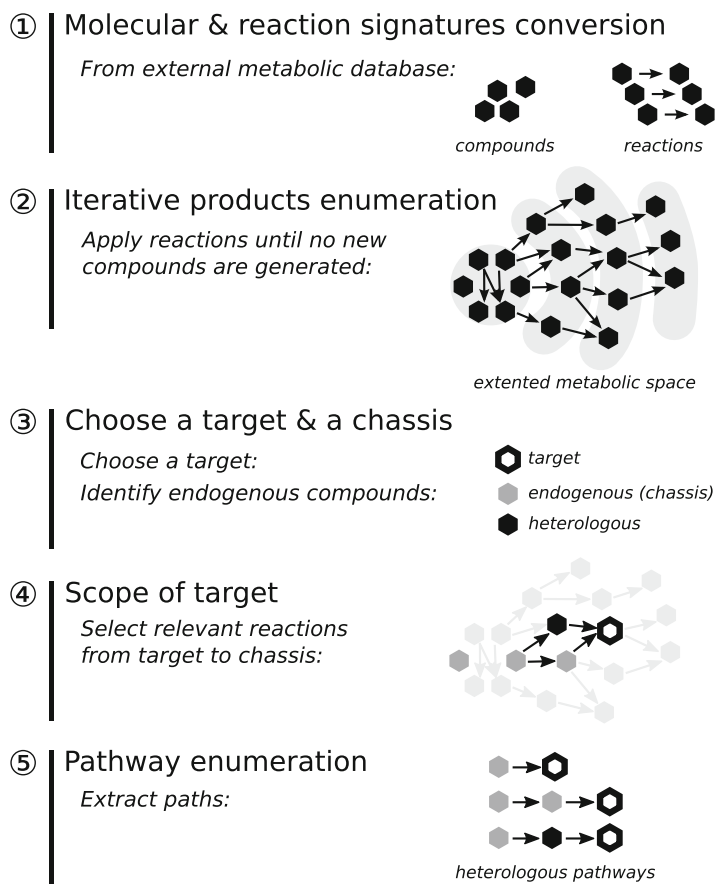 ① Molecular & reaction signatures conversion
From external metabolic database:
compounds
reactions
② Iterative products enumeration
Apply reactions until no new
compounds are generated:
extented metabolic space
③ Choose a target & a chassis
Choose a target:
target
Identify endogenous compounds:
endogenous (chassis)
heterologous
④ Scope of target
Select relevant reactions
from target to chassis:
⑤ Pathway enumeration
Extract paths:
heterologous pathways